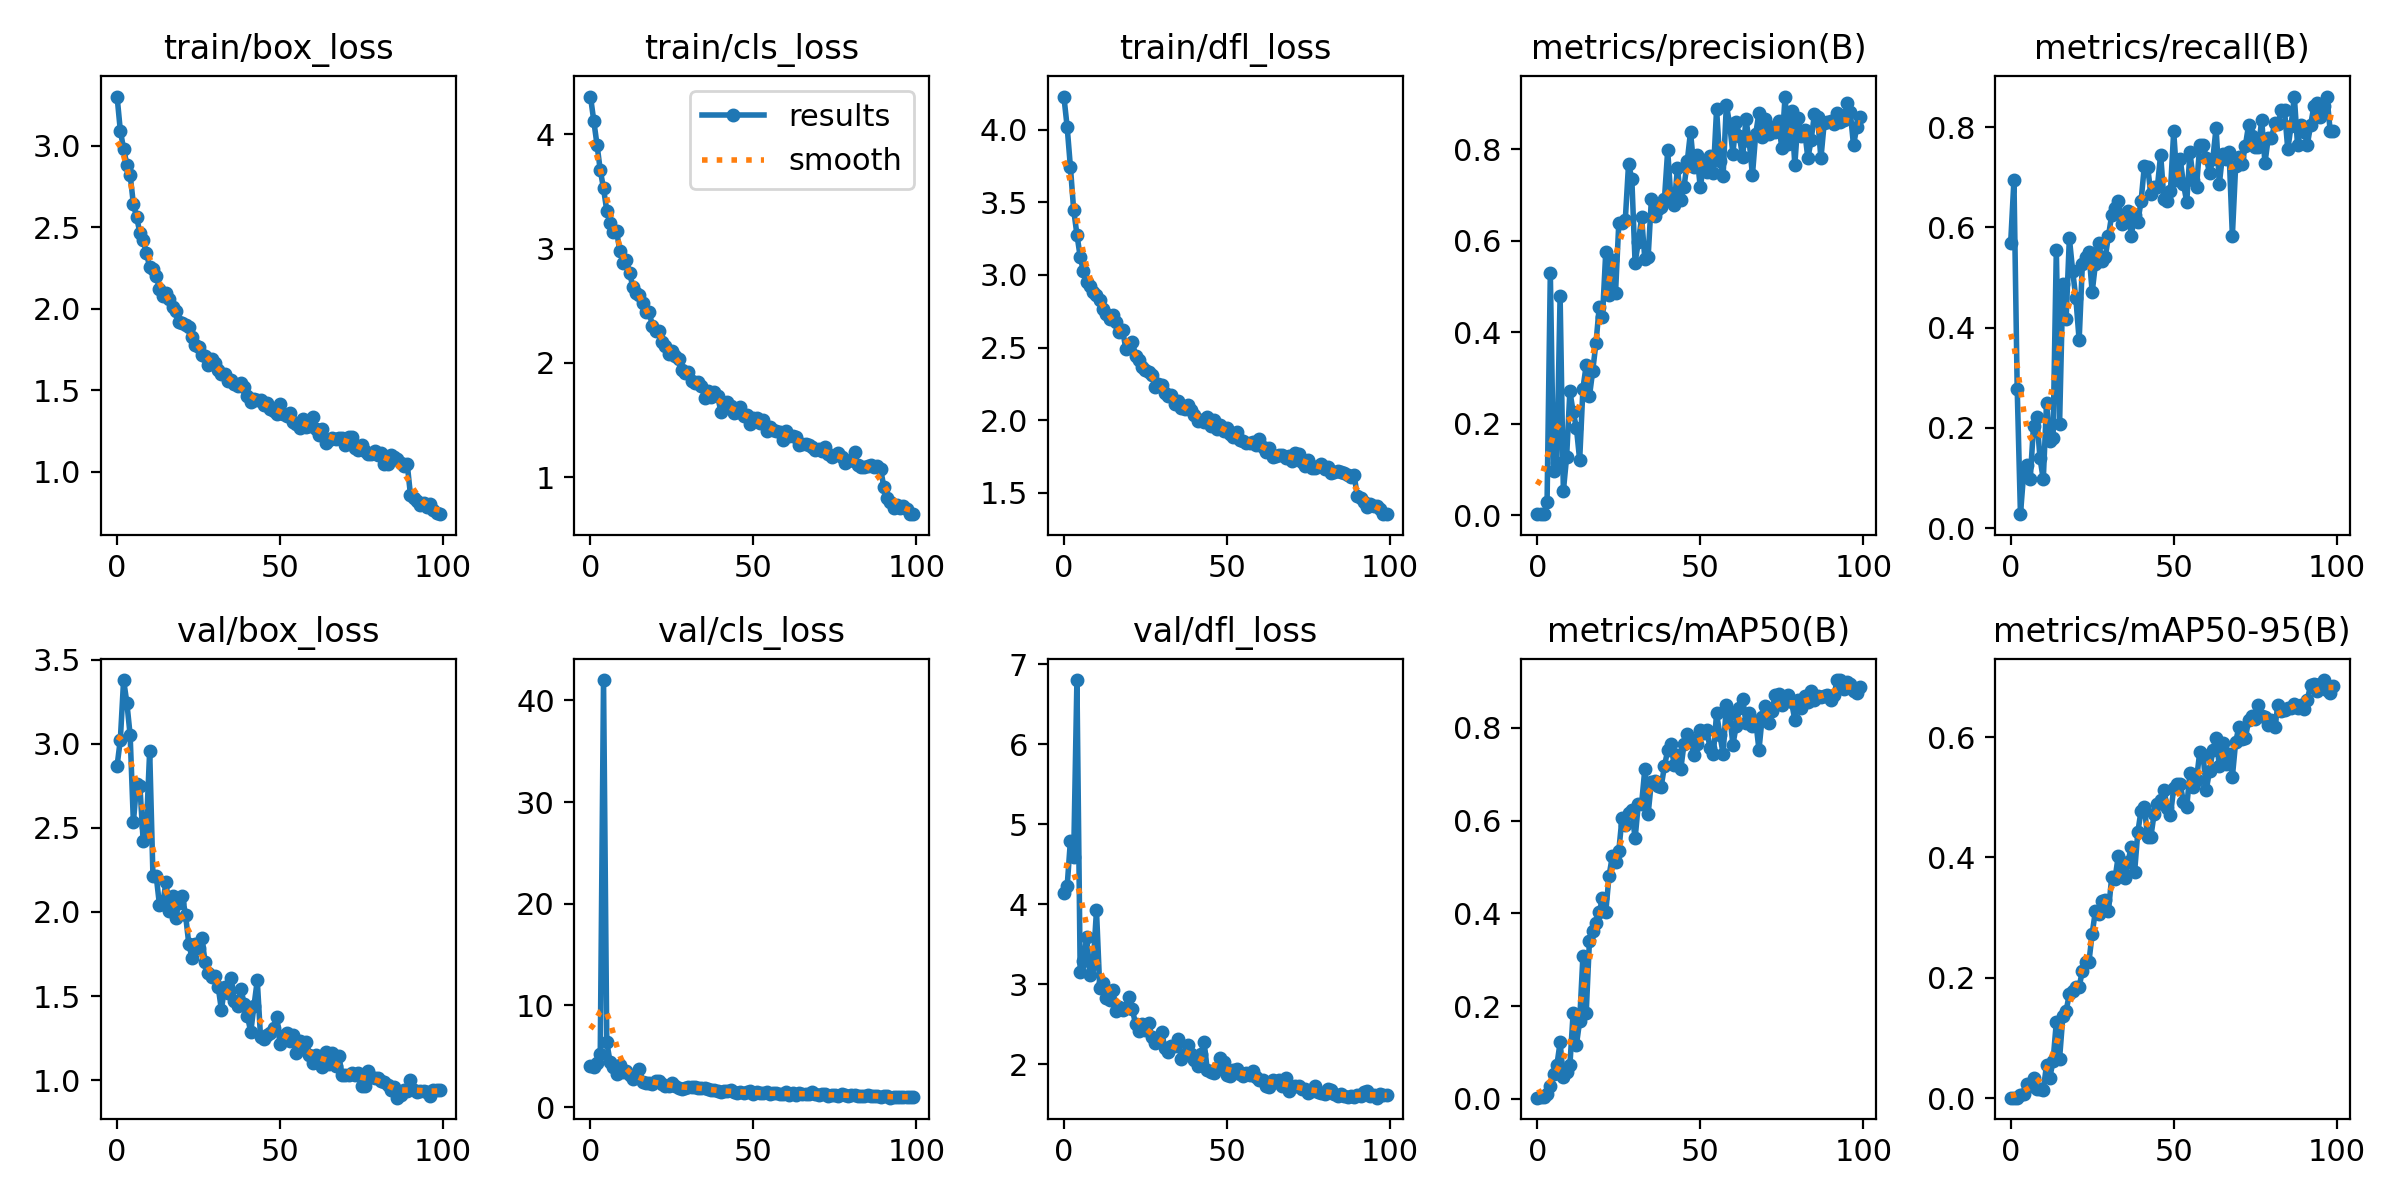 train/box_loss
train/cls_loss
train/dfl_loss
metrics/precision(B)
metrics/recall(B)
3.0
2.5
2.0
1.5
1.0
0 50 100
results
smooth
4
3
2
1
0 50 100
4.0
3.5
3.0
2.5
2.0
1.5
0 50 100
0.8
0.6
0.4
0.2
0.0
0 50 100
0.8
0.6
0.4
0.2
0.0
0 50 100
val/box_loss
val/cls_loss
val/dfl_loss
metrics/mAP50(B)
metrics/mAP50-95(B)
3.5
3.0
2.5
2.0
1.5
1.0
0 50 100
40
30
20
10
0
0 50 100
7
6
5
4
3
2
0 50 100
0.8
0.6
0.4
0.2
0.0
0 50 100
0.6
0.4
0.2
0.0
0 50 100